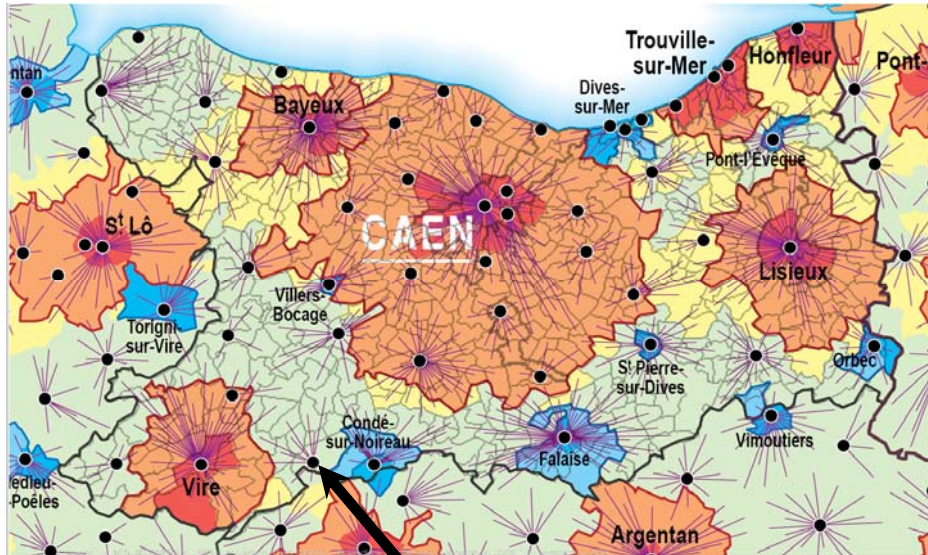 ntan
Bayeux
Trouville-
sur-Mer
Honfleur
Pont-
Dives-
sur-Mer
Pont-l'Évêque
St Lô
CAEN
Lisieux
Villers-
Bocage
Torigni-
sur-Vire
St Pierre-
sur-Dives
Orbec
Condé-
sur-Noireau
Vimoutiers
Falaise
Vire
edieu-
-Poêles
Argentan